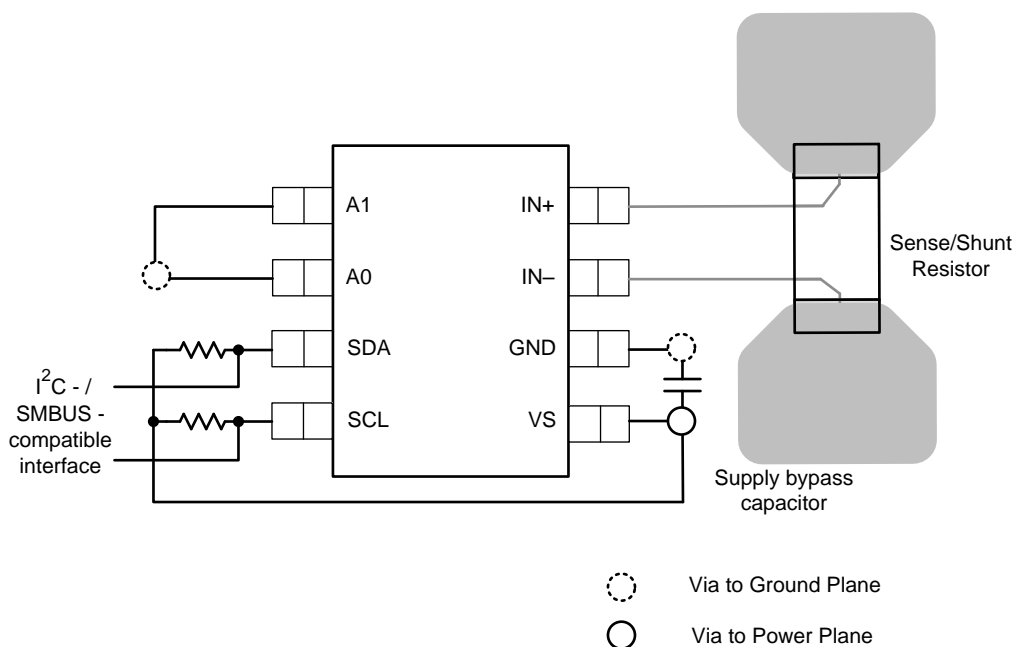 A1
A0
SDA
SCL
IN+
IN–
GND
VS
I²C - /
SMBUS -
compatible
interface
Sense/Shunt
Resistor
Supply bypass
capacitor
Via to Ground Plane
Via to Power Plane